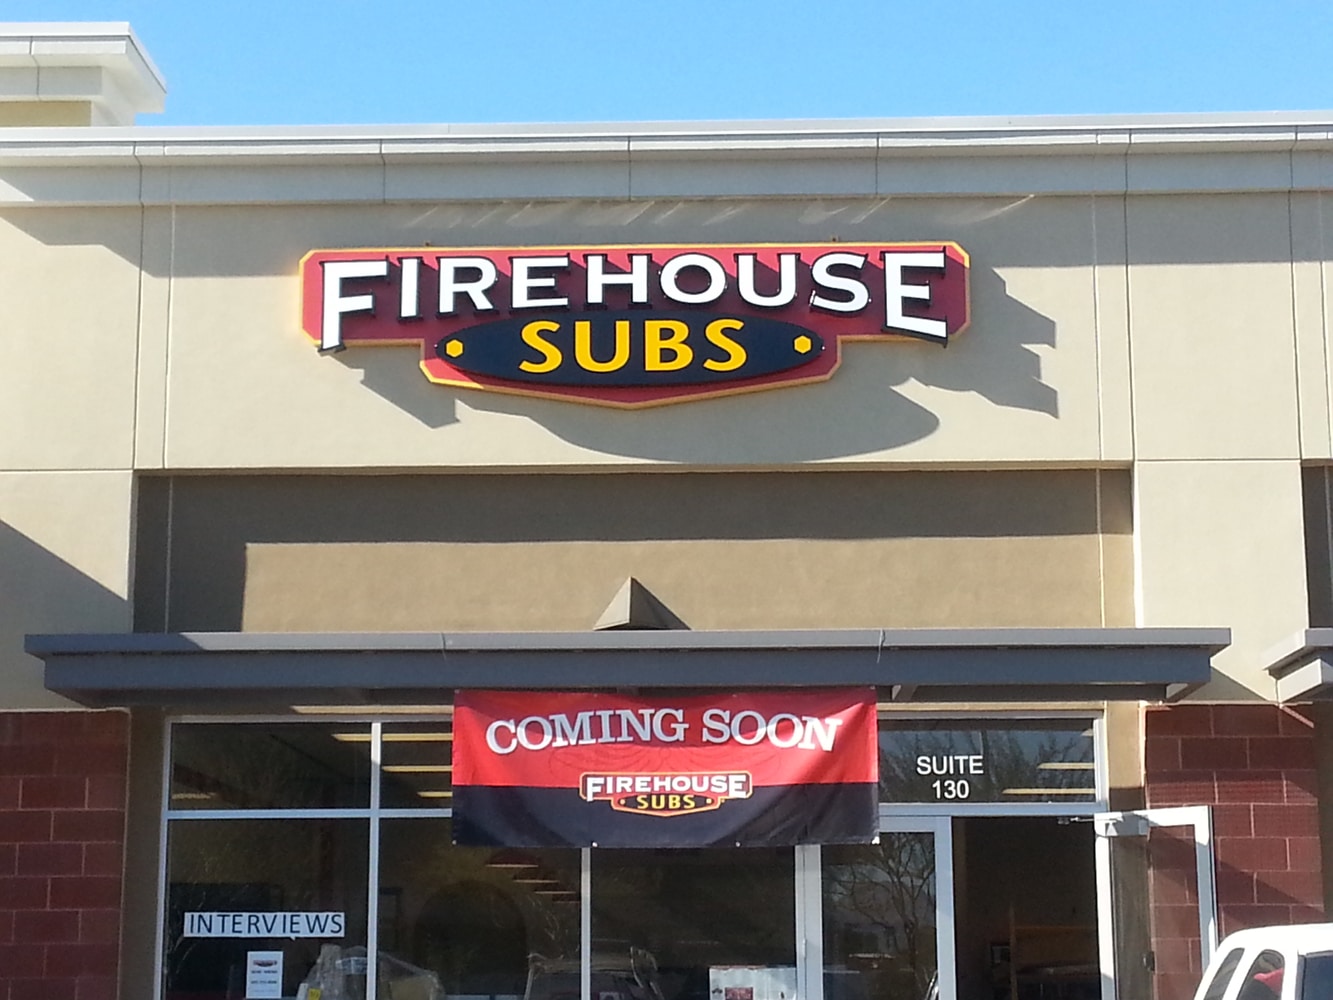 FIREHOUSE
SUBS
COMING SOON
FIREHOUSE
SUBS
SUITE
130
INTERVIEWS